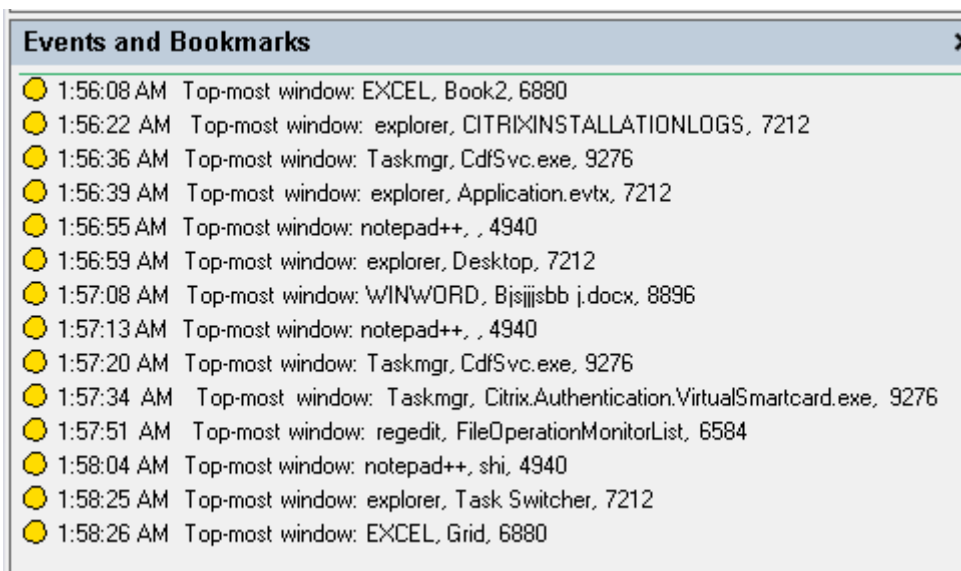 Events and Bookmarks
1:56:08 AM Top-most window: EXCEL, Book2, 6880
1:56:22 AM Top-most window: explorer, CITRIXINSTALLATIONLOGS, 7212
1:56:36 AM Top-most window: Taskmgr, CdfSvc.exe, 9276
1:56:39 AM Top-most window: explorer, Application.evtx, 7212
1:56:55 AM Top-most window: notepad++, , 4940
1:56:59 AM Top-most window: explorer, Desktop, 7212
1:57:08 AM Top-most window: WINWORD, Bjsjjjsbb j.docx, 8896
1:57:13 AM Top-most window: notepad++, , 4940
1:57:20 AM Top-most window: Taskmgr, CdfSvc.exe, 9276
1:57:34 AM Top-most window: Taskmgr, Citrix.Authentication.VirtualSmartcard.exe, 9276
1:57:51 AM Top-most window: regedit, FileOperationMonitorList, 6584
1:58:04 AM Top-most window: notepad++, shi, 4940
1:58:25 AM Top-most window: explorer, Task Switcher, 7212
1:58:26 AM Top-most window: EXCEL, Grid, 6880